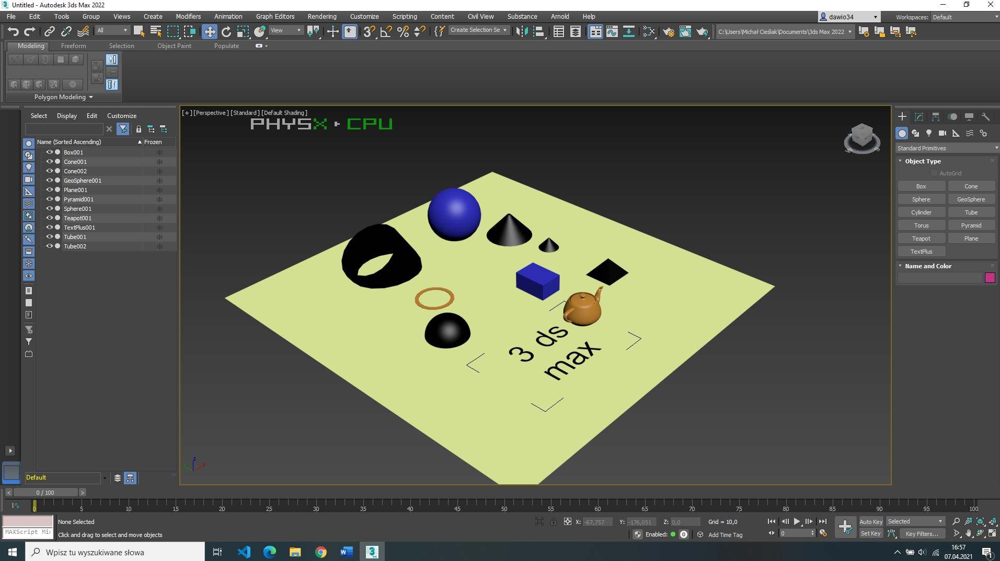 Untitled - Autodesk 3ds Max 2022
File Edit Tools Group Views Create Modifiers Animation Graph Editors Rendering Customize Scripting Content Civil View Substance Arnold Help
dawio34 Workspaces: Default
All View Create Selection Se C:\Users\Michał Cieślak\Documents\3ds Max 2022
Modeling Freeform Selection Object Paint Populate
Polygon Modeling
Select Display Edit Customize
Name (Sorted Ascending) Frozen
Box001
Cone001
Cone002
GeoSphere001
Plane001
Pyramid001
Sphere001
Teapot001
TextPlus001
Tube001
Tube002
Default
[+] [Perspective] [Standard] [Default Shading]
PHYSX CPU
3 ds
max
z
y x
Standard Primitives
Object Type
AutoGrid
Box Cone
Sphere GeoSphere
Cylinder Tube
Torus Pyramid
Teapot Plane
TextPlus
Name and Color
< 0 / 100 >
0 5 10 15 20 25 30 35 40 45 50 55 60 65 70 75 80 85 90 95 100
None Selected X: -67,757 Y: -176,051 Z: 0,0 Grid = 10,0 Auto Key Selected
MAXScript Mi Click and drag to select and move objects Enabled: 0 Add Time Tag 0 Set Key Key Filters...
Wpisz tu wyszukiwane słowa
16:57
07.04.2021
1